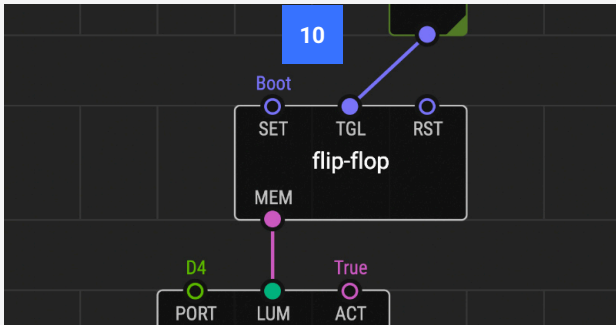 10
Boot
SET TGL RST
flip-flop
MEM
D4 True
PORT LUM ACT